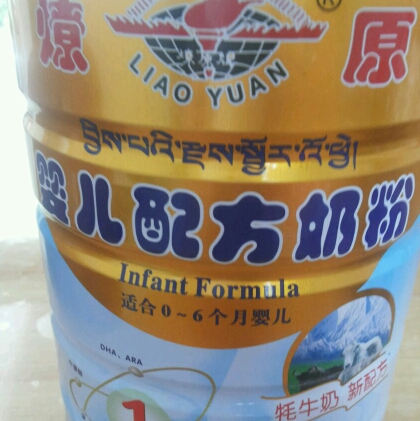 燎 原 ®
LIAO YUAN
བྱིས་པའི་རྫས་སྦྱོར་འོ་ཕྱེ།
婴儿配方奶粉
Infant Formula
适合0~6个月婴儿
DHA、ARA
1
牦牛奶 新配方